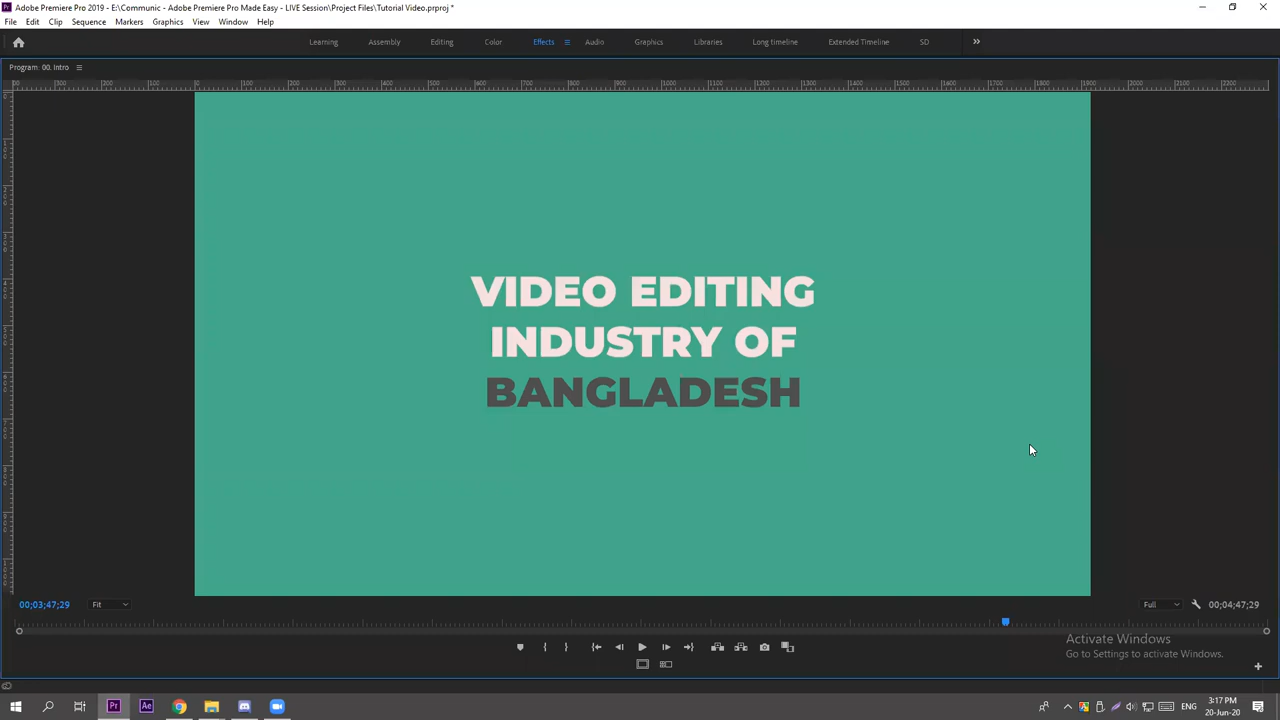 Adobe Premiere Pro 2019 - E:\Communic - Adobe Premiere Pro Made Easy - LIVE Session\Project Files\Tutorial Video.prproj *
File Edit Clip Sequence Markers Graphics View Window Help
Learning Assembly Editing Color Effects Audio Graphics Libraries Long timeline Extended Timeline SD
Program: 00. Intro
VIDEO EDITING
INDUSTRY OF
BANGLADESH
00;03;47;29 Fit Full 00;04;47;29
Activate Windows
Go to Settings to activate Windows.
Pr Ae ENG 3:17 PM
20-Jun-20